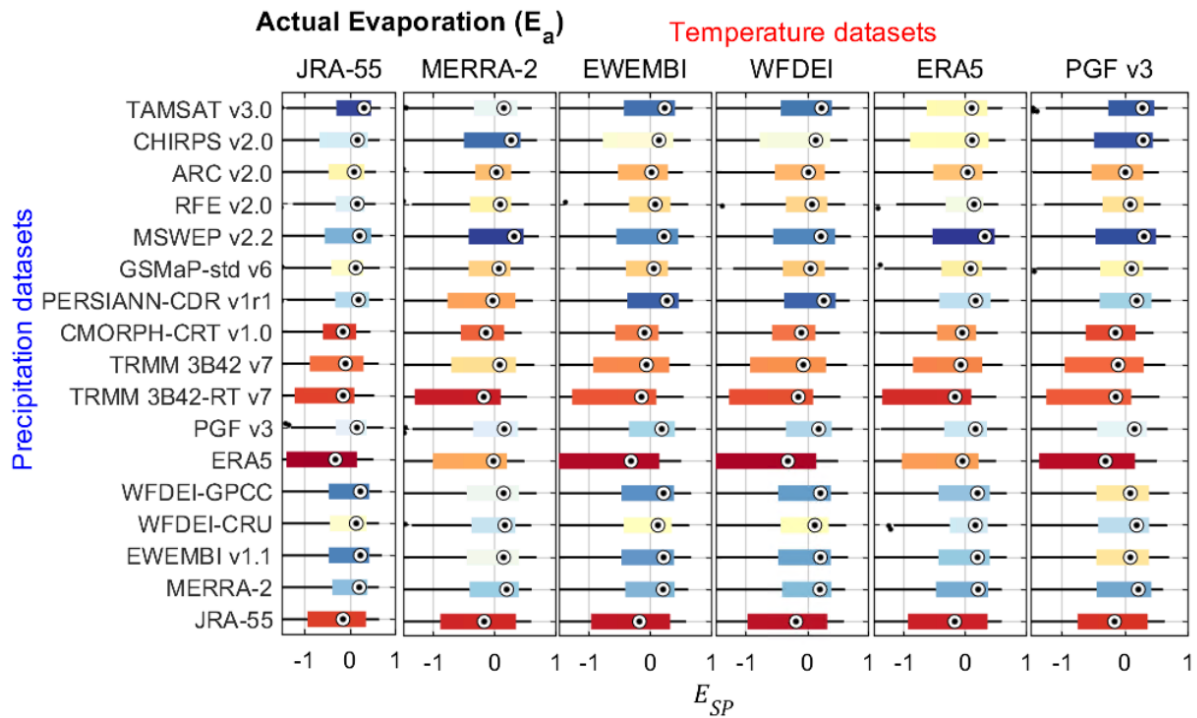 Actual Evaporation (Ea)
Temperature datasets
JRA-55 MERRA-2 EWEMBI WFDEI ERA5 PGF v3
Precipitation datasets
TAMSAT v3.0
CHIRPS v2.0
ARC v2.0
RFE v2.0
MSWEP v2.2
GSMaP-std v6
PERSIANN-CDR v1r1
CMORPH-CRT v1.0
TRMM 3B42 v7
TRMM 3B42-RT v7
PGF v3
ERA5
WFDEI-GPCC
WFDEI-CRU
EWEMBI v1.1
MERRA-2
JRA-55
-1 0 1 -1 0 1 -1 0 1 -1 0 1 -1 0 1 -1 0 1
ESP